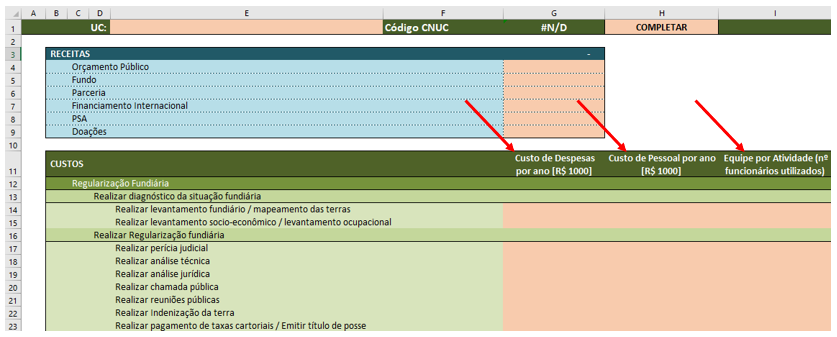 A B C D E F G H I
1 UC: Código CNUC #N/D COMPLETAR
2
3 RECEITAS -
4 Orçamento Público
5 Fundo
6 Parceria
7 Financiamento Internacional
8 PSA
9 Doações
10
11 CUSTOS Custo de Despesas por ano [R$ 1000] Custo de Pessoal por ano [R$ 1000] Equipe por Atividade (nº funcionários utilizados)
12 Regularização Fundiária
13 Realizar diagnóstico da situação fundiária
14 Realizar levantamento fundiário / mapeamento das terras
15 Realizar levantamento socio-econômico / levantamento ocupacional
16 Realizar Regularização fundiária
17 Realizar perícia judicial
18 Realizar análise técnica
19 Realizar análise jurídica
20 Realizar chamada pública
21 Realizar reuniões públicas
22 Realizar Indenização da terra
23 Realizar pagamento de taxas cartoriais / Emitir título de posse